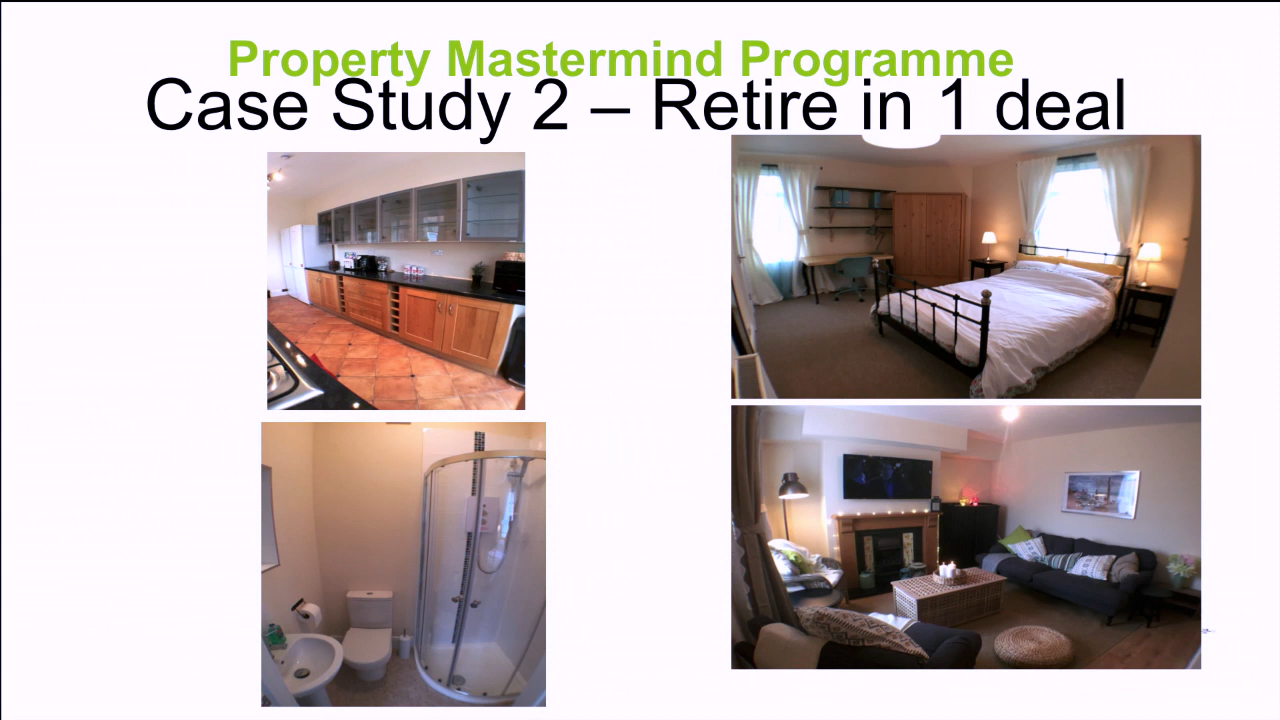 Property Mastermind Programme
Case Study 2 – Retire in 1 deal